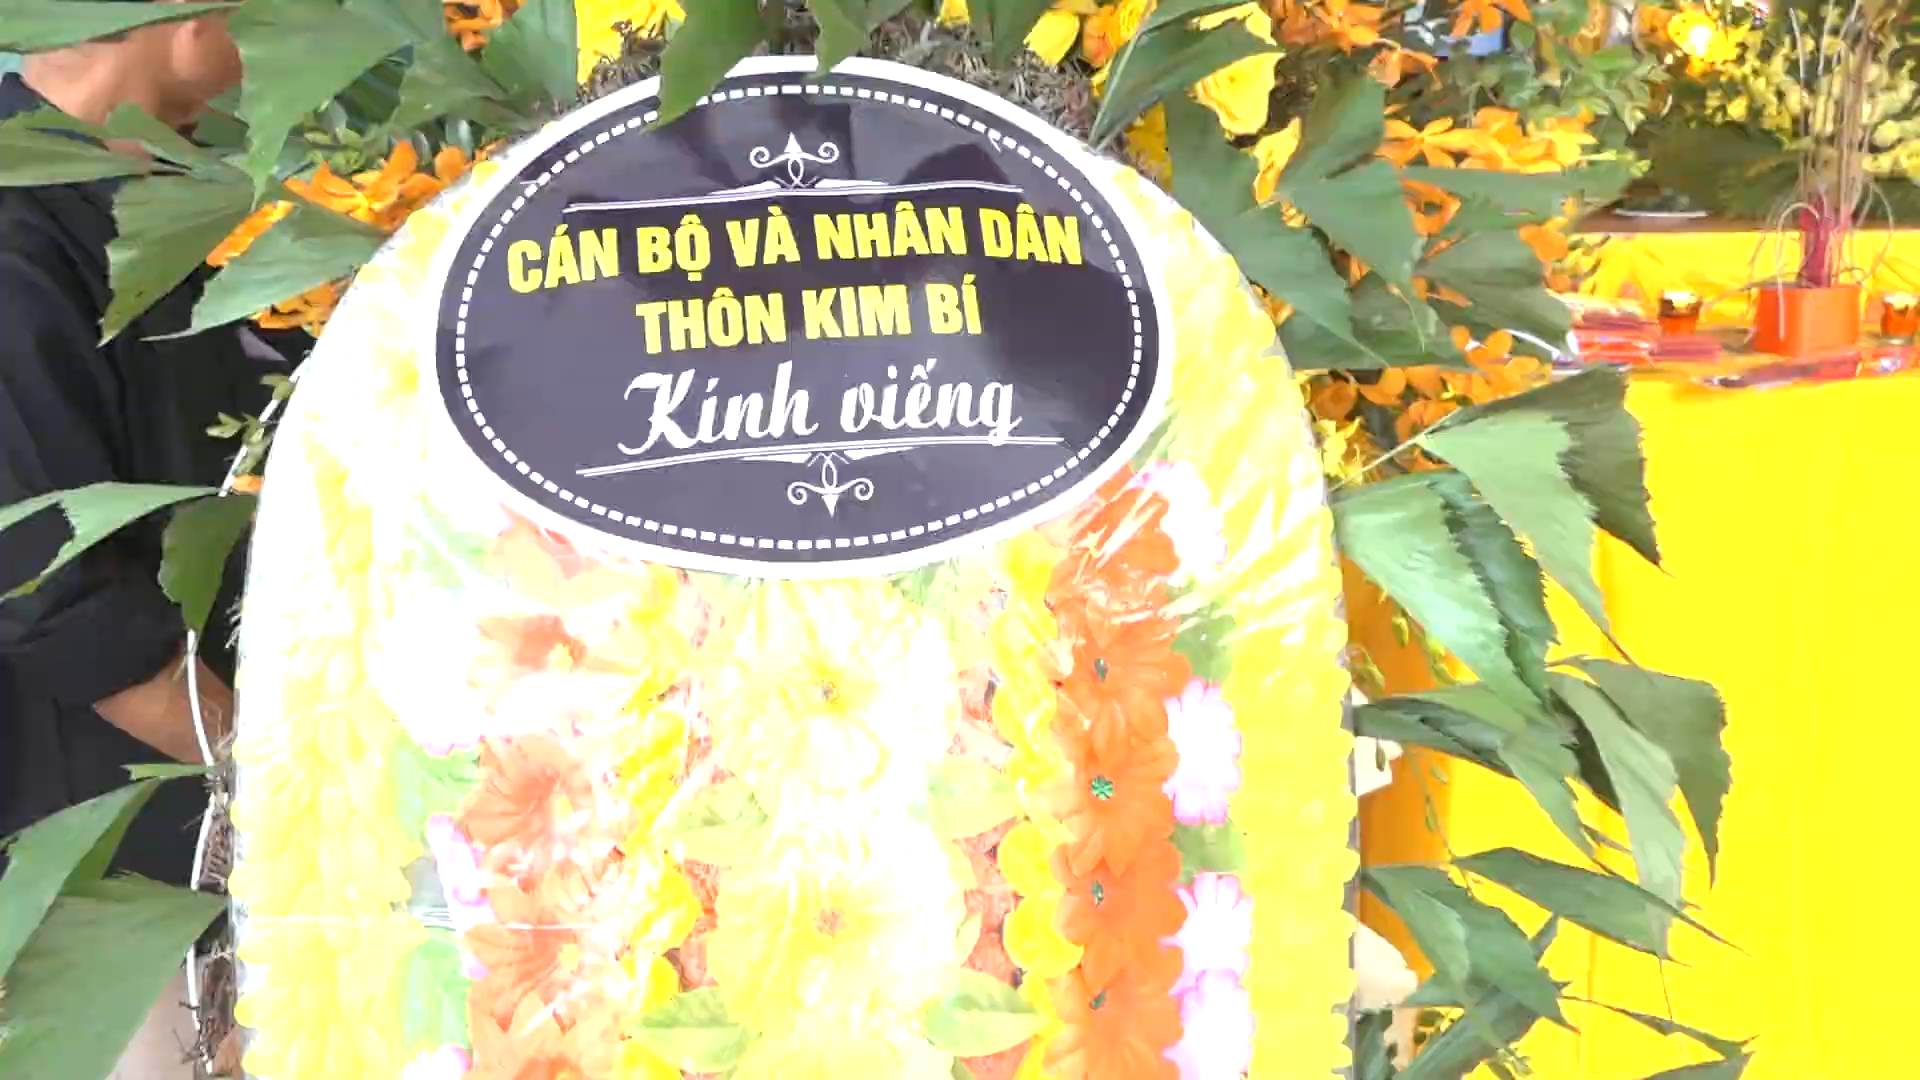 CÁN BỘ VÀ NHÂN DÂN
THÔN KIM BÍ
Kính viếng